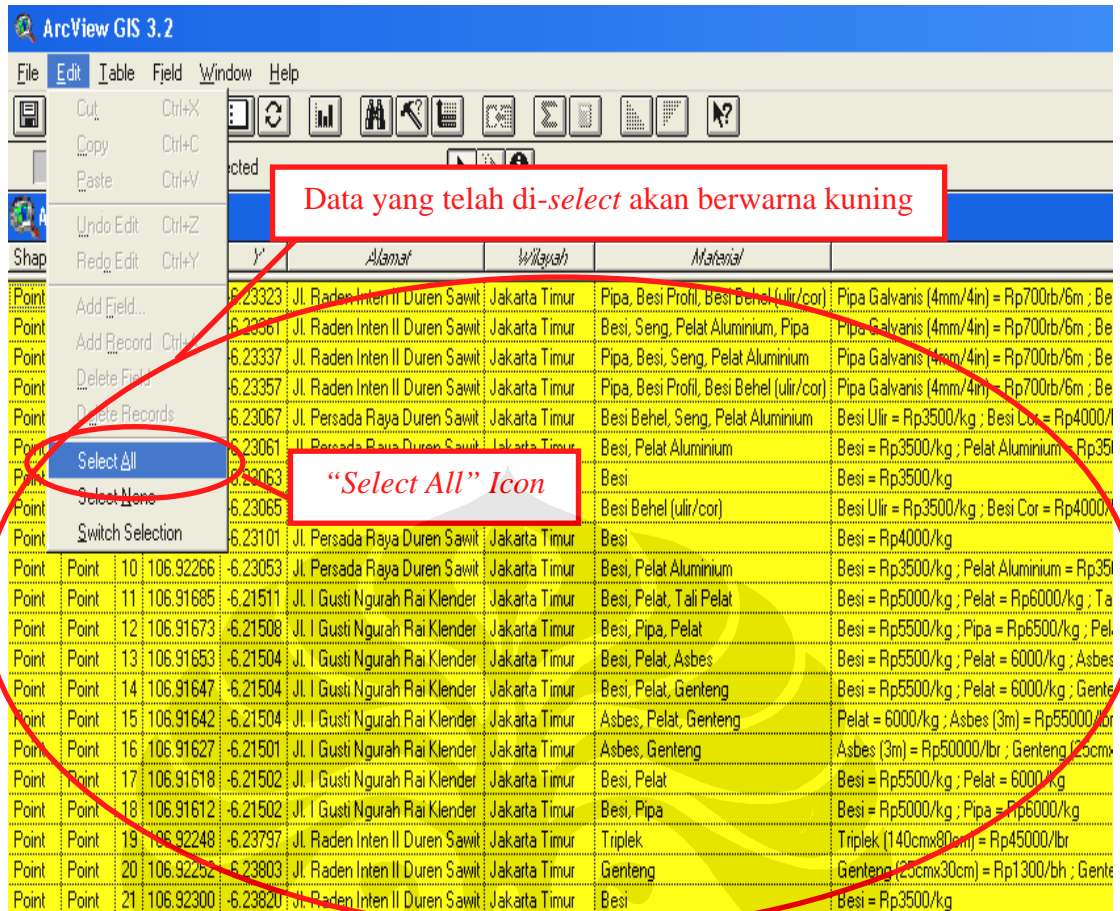 ArcView GIS 3.2
File Edit Table Field Window Help
Cut Ctrl+X
Copy Ctrl+C
Paste Ctrl+V
Undo Edit Ctrl+Z
Redo Edit Ctrl+Y
Add Field...
Add Record
Delete Field
Delete Records
Select All
Select None
Switch Selection
Data yang telah di-select akan berwarna kuning
“Select All” Icon
Y' Alamat Wilayah Material
Point -6.23323 Jl. Raden Inten II Duren Sawit Jakarta Timur Pipa, Besi Profil, Besi Behel (ulir/cor) Pipa Galvanis (4mm/4in) = Rp700rb/6m ; Be
Point Jl. Raden Inten II Duren Sawit Jakarta Timur Besi, Seng, Pelat Aluminium, Pipa Pipa Galvanis (4mm/4in) = Rp700rb/6m ; Be
Point 6.23337 Jl. Raden Inten II Duren Sawit Jakarta Timur Pipa, Besi, Seng, Pelat Aluminium Pipa Galvanis (4mm/4in) = Rp700rb/6m ; Be
Point 6.23357 Jl. Raden Inten II Duren Sawit Jakarta Timur Pipa, Besi Profil, Besi Behel (ulir/cor) Pipa Galvanis (4mm/4in) = Rp700rb/6m ; Be
Point 6.23067 Jl. Persada Raya Duren Sawit Jakarta Timur Besi Behel, Seng, Pelat Aluminium Besi Ulir = Rp3500/kg ; Besi Cor = Rp4000/
Point 6.23061 Jl. Persada Raya Duren Sawit Jakarta Timur Besi, Pelat Aluminium Besi = Rp3500/kg ; Pelat Aluminium = Rp350
6.23063 Besi Besi = Rp3500/kg
Point 6.23065 Besi Behel (ulir/cor) Besi Ulir = Rp3500/kg ; Besi Cor = Rp4000/
Point 6.23101 Jl. Persada Raya Duren Sawit Jakarta Timur Besi Besi = Rp4000/kg
Point Point 10 106.92266 -6.23053 Jl. Persada Raya Duren Sawit Jakarta Timur Besi, Pelat Aluminium Besi = Rp3500/kg ; Pelat Aluminium = Rp350
Point Point 11 106.91685 -6.21511 Jl. I Gusti Ngurah Rai Klender Jakarta Timur Besi, Pelat, Tali Pelat Besi = Rp5000/kg ; Pelat = Rp6000/kg ; Ta
Point Point 12 106.91673 -6.21508 Jl. I Gusti Ngurah Rai Klender Jakarta Timur Besi, Pipa, Pelat Besi = Rp5500/kg ; Pipa = Rp6500/kg ; Pel
Point Point 13 106.91653 -6.21504 Jl. I Gusti Ngurah Rai Klender Jakarta Timur Besi, Pelat, Asbes Besi = Rp5500/kg ; Pelat = 6000/kg ; Asbes
Point Point 14 106.91647 -6.21504 Jl. I Gusti Ngurah Rai Klender Jakarta Timur Besi, Pelat, Genteng Besi = Rp5500/kg ; Pelat = 6000/kg ; Gente
Point Point 15 106.91642 -6.21504 Jl. I Gusti Ngurah Rai Klender Jakarta Timur Asbes, Pelat, Genteng Pelat = 6000/kg ; Asbes (3m) = Rp55000/lbr
Point Point 16 106.91627 -6.21501 Jl. I Gusti Ngurah Rai Klender Jakarta Timur Asbes, Genteng Asbes (3m) = Rp50000/lbr ; Genteng (25cmx
Point Point 17 106.91618 -6.21502 Jl. I Gusti Ngurah Rai Klender Jakarta Timur Besi, Pelat Besi = Rp5500/kg ; Pelat = 6000/kg
Point Point 18 106.91612 -6.21502 Jl. I Gusti Ngurah Rai Klender Jakarta Timur Besi, Pipa Besi = Rp5000/kg ; Pipa = Rp6000/kg
Point Point 19 106.92248 -6.23797 Jl. Raden Inten II Duren Sawit Jakarta Timur Triplek Triplek (140cmx80cm) = Rp45000/lbr
Point Point 20 106.92252 -6.23803 Jl. Raden Inten II Duren Sawit Jakarta Timur Genteng Genteng (25cmx30cm) = Rp1300/bh ; Gente
Point Point 21 106.92300 -6.23820 Jl. Raden Inten II Duren Sawit Jakarta Timur Besi Besi = Rp3500/kg